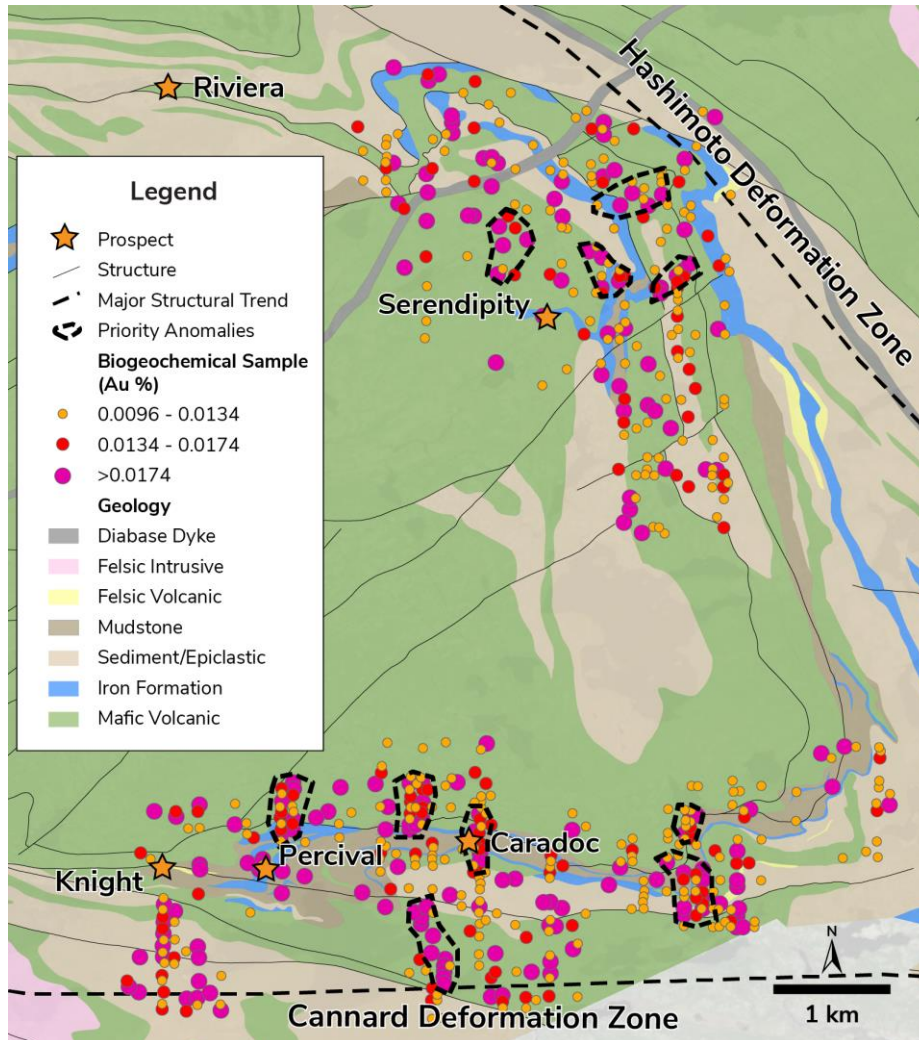 Riviera
Hashimoto Deformation Zone
Legend
Prospect
Structure
Major Structural Trend
Priority Anomalies
Biogeochemical Sample
(Au %)
0.0096 - 0.0134
0.0134 - 0.0174
>0.0174
Geology
Diabase Dyke
Felsic Intrusive
Felsic Volcanic
Mudstone
Sediment/Epiclastic
Iron Formation
Mafic Volcanic
Serendipity
Caradoc
Percival
Knight
N
1 km
Cannard Deformation Zone